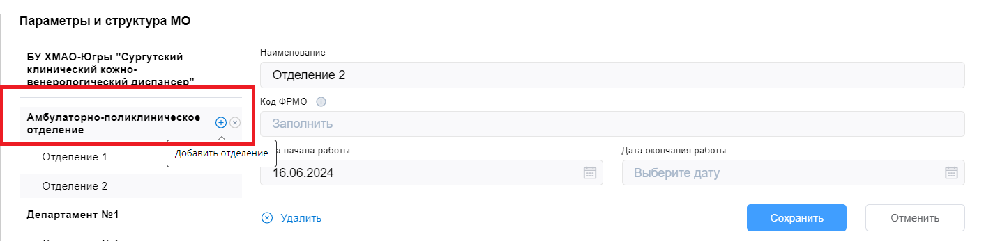 Параметры и структура МО
БУ ХМАО-Югры "Сургутский
клинический кожно-
венерологический диспансер"
Амбулаторно-поликлиническое
отделение
Добавить отделение
Отделение 1
Отделение 2
Департамент №1
Наименование
Отделение 2
Код ФРМО
Заполнить
начала работы
16.06.2024
Дата окончания работы
Выберите дату
Удалить
Сохранить
Отменить